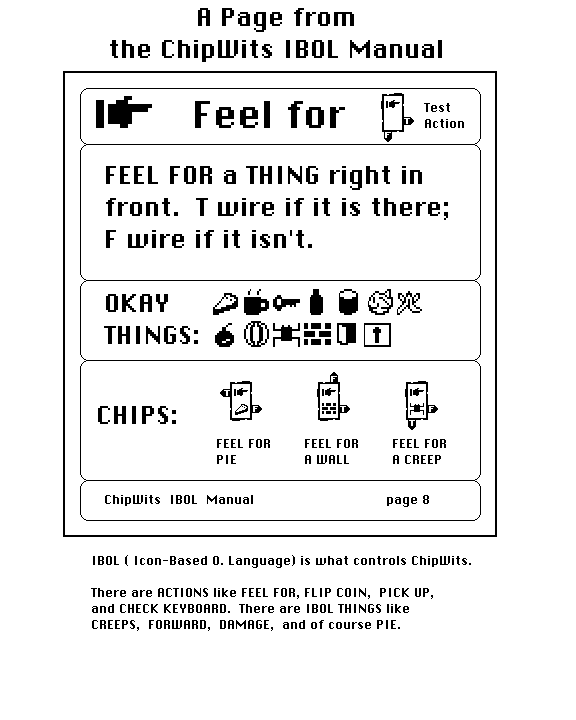 A Page from
the ChipWits IBOL Manual
Feel for
Test
Action
FEEL FOR a THING right in
front. T wire if it is there;
F wire if it isn't.
OKAY
THINGS:
CHIPS:
FEEL FOR
PIE
FEEL FOR
A WALL
FEEL FOR
A CREEP
ChipWits IBOL Manual
page 8
IBOL ( Icon-Based O. Language) is what controls ChipWits.
There are ACTIONS like FEEL FOR, FLIP COIN, PICK UP,
and CHECK KEYBOARD. There are IBOL THINGS like
CREEPS, FORWARD, DAMAGE, and of course PIE.